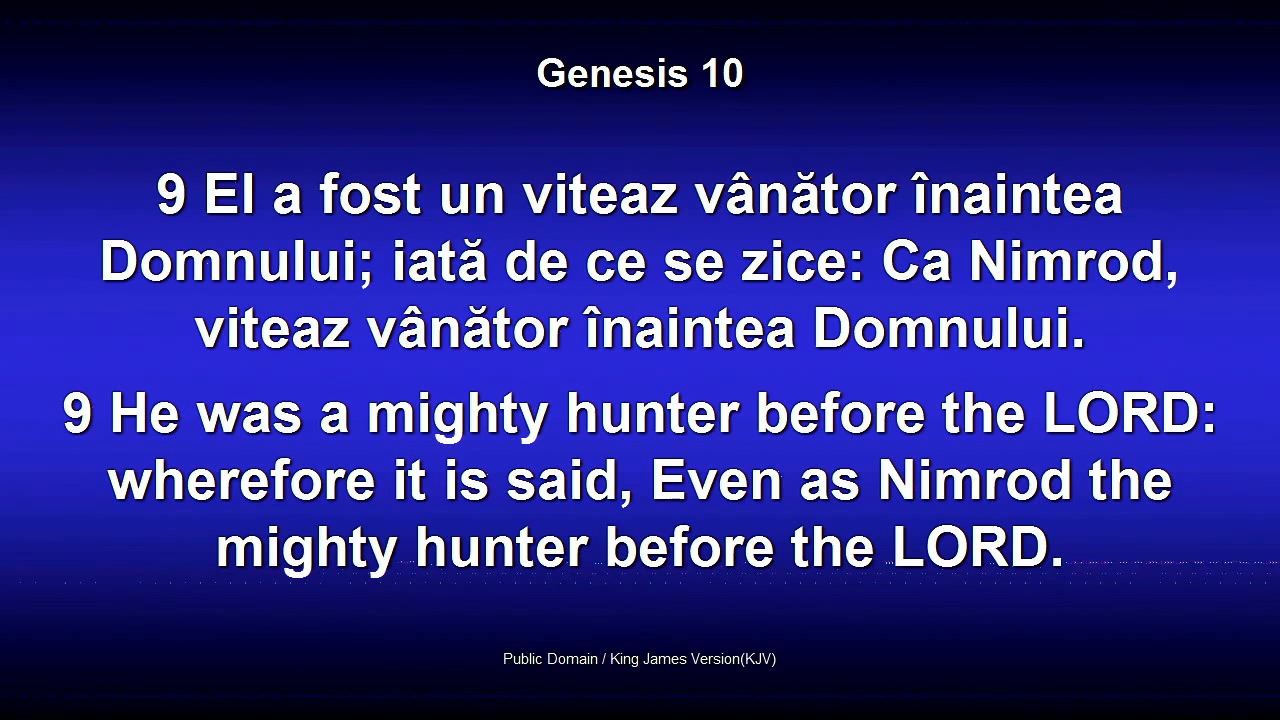 Genesis 10
9 El a fost un viteaz vânător înaintea
Domnului; iată de ce se zice: Ca Nimrod,
viteaz vânător înaintea Domnului.
9 He was a mighty hunter before the LORD:
wherefore it is said, Even as Nimrod the
mighty hunter before the LORD.
Public Domain / King James Version(KJV)